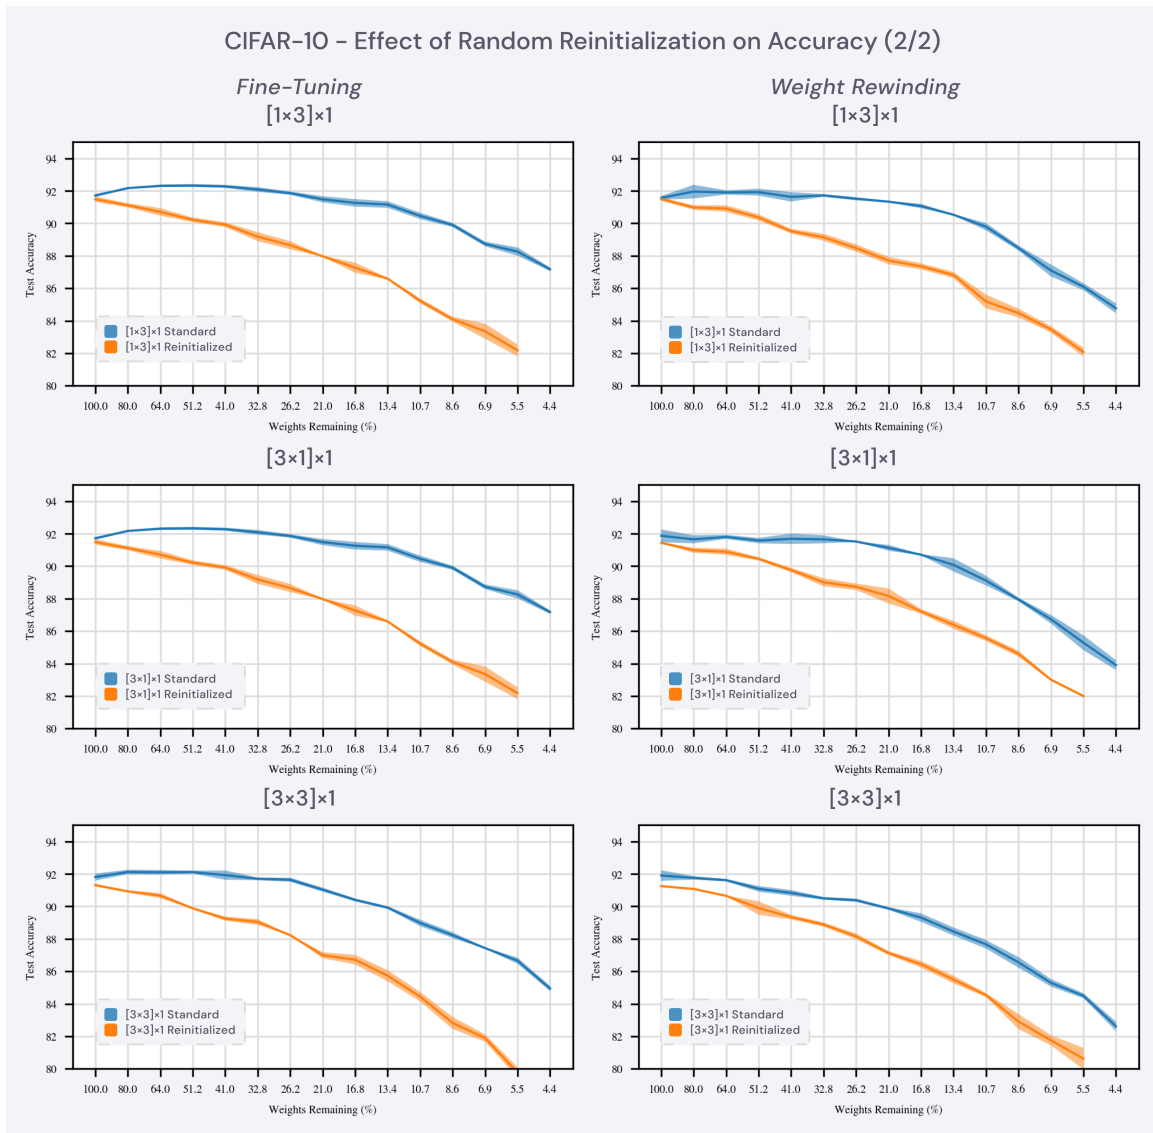 CIFAR-10 - Effect of Random Reinitialization on Accuracy (2/2)
Fine-Tuning
[1×3]×1
94
92
90
88
86
84
82
80
Test Accuracy
[1×3]×1 Standard
[1×3]×1 Reinitialized
100.0 80.0 64.0 51.2 41.0 32.8 26.2 21.0 16.8 13.4 10.7 8.6 6.9 5.5 4.4
Weights Remaining (%)
Weight Rewinding
[1×3]×1
94
92
90
88
86
84
82
80
Test Accuracy
[1×3]×1 Standard
[1×3]×1 Reinitialized
100.0 80.0 64.0 51.2 41.0 32.8 26.2 21.0 16.8 13.4 10.7 8.6 6.9 5.5 4.4
Weights Remaining (%)
[3×1]×1
94
92
90
88
86
84
82
80
Test Accuracy
[3×1]×1 Standard
[3×1]×1 Reinitialized
100.0 80.0 64.0 51.2 41.0 32.8 26.2 21.0 16.8 13.4 10.7 8.6 6.9 5.5 4.4
Weights Remaining (%)
[3×1]×1
94
92
90
88
86
84
82
80
Test Accuracy
[3×1]×1 Standard
[3×1]×1 Reinitialized
100.0 80.0 64.0 51.2 41.0 32.8 26.2 21.0 16.8 13.4 10.7 8.6 6.9 5.5 4.4
Weights Remaining (%)
[3×3]×1
94
92
90
88
86
84
82
80
Test Accuracy
[3×3]×1 Standard
[3×3]×1 Reinitialized
100.0 80.0 64.0 51.2 41.0 32.8 26.2 21.0 16.8 13.4 10.7 8.6 6.9 5.5 4.4
Weights Remaining (%)
[3×3]×1
94
92
90
88
86
84
82
80
Test Accuracy
[3×3]×1 Standard
[3×3]×1 Reinitialized
100.0 80.0 64.0 51.2 41.0 32.8 26.2 21.0 16.8 13.4 10.7 8.6 6.9 5.5 4.4
Weights Remaining (%)